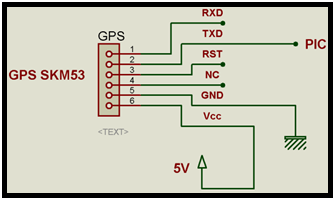 RXD
GPS
TXD
1
PIC
2
RST
GPS SKM53
3
NC
4
5
GND
6
Vcc
<TEXT>
5V